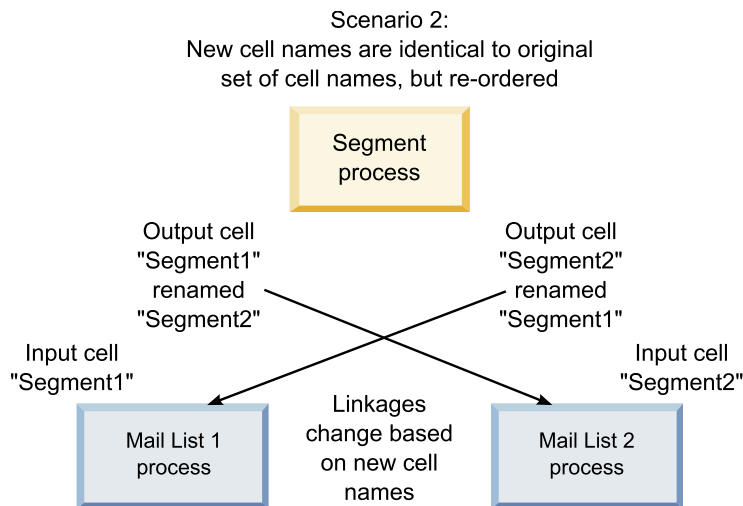 Scenario 2:
New cell names are identical to original
set of cell names, but re-ordered
Segment
process
Output cell
"Segment1"
renamed
"Segment2"
Output cell
"Segment2"
renamed
"Segment1"
Input cell
"Segment1"
Input cell
"Segment2"
Mail List 1
process
Linkages
change based
on new cell
names
Mail List 2
process